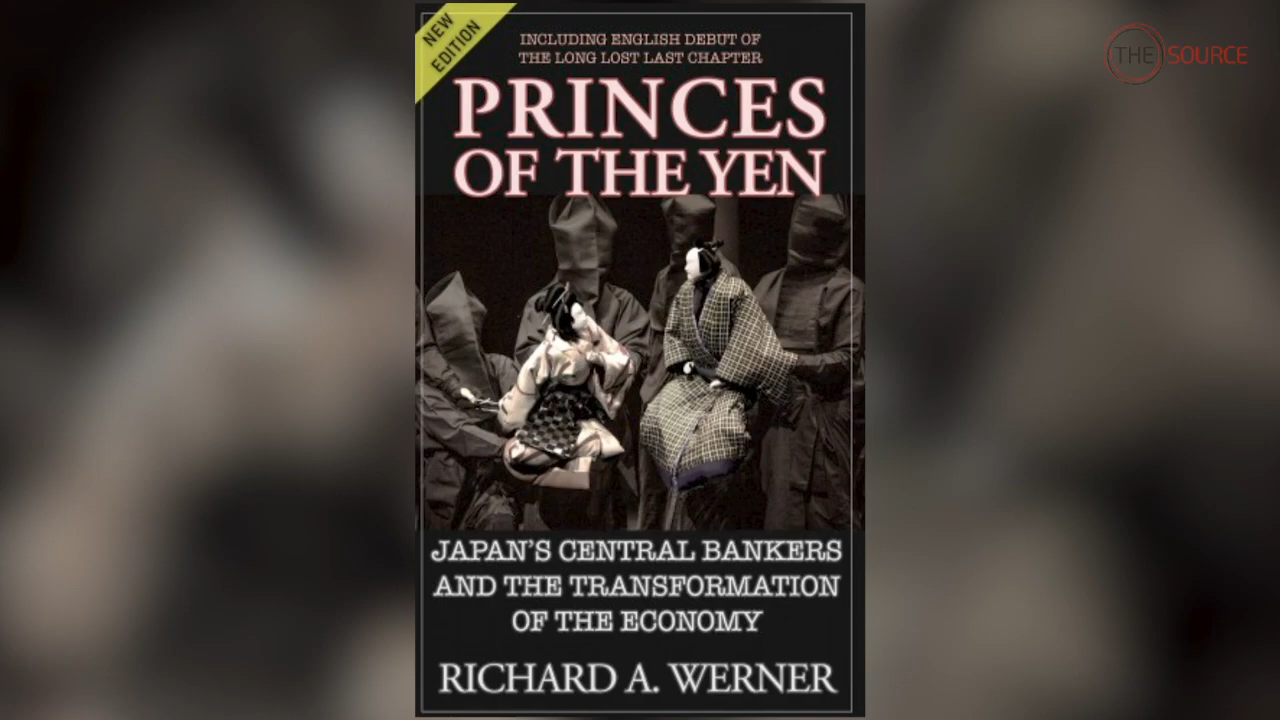 NEW
EDITION
INCLUDING ENGLISH DEBUT OF
THE LONG LOST LAST CHAPTER
PRINCES
OF THE YEN
JAPAN'S CENTRAL BANKERS
AND THE TRANSFORMATION
OF THE ECONOMY
RICHARD A. WERNER
THE SOURCE